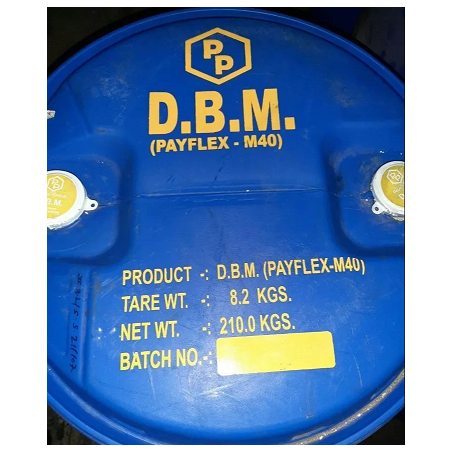 PP
D.B.M.
(PAYFLEX - M40)
PRODUCT -: D.B.M. (PAYFLEX-M40)
TARE WT. -: 8.2 KGS.
NET WT. -: 210.0 KGS.
BATCH NO.-: